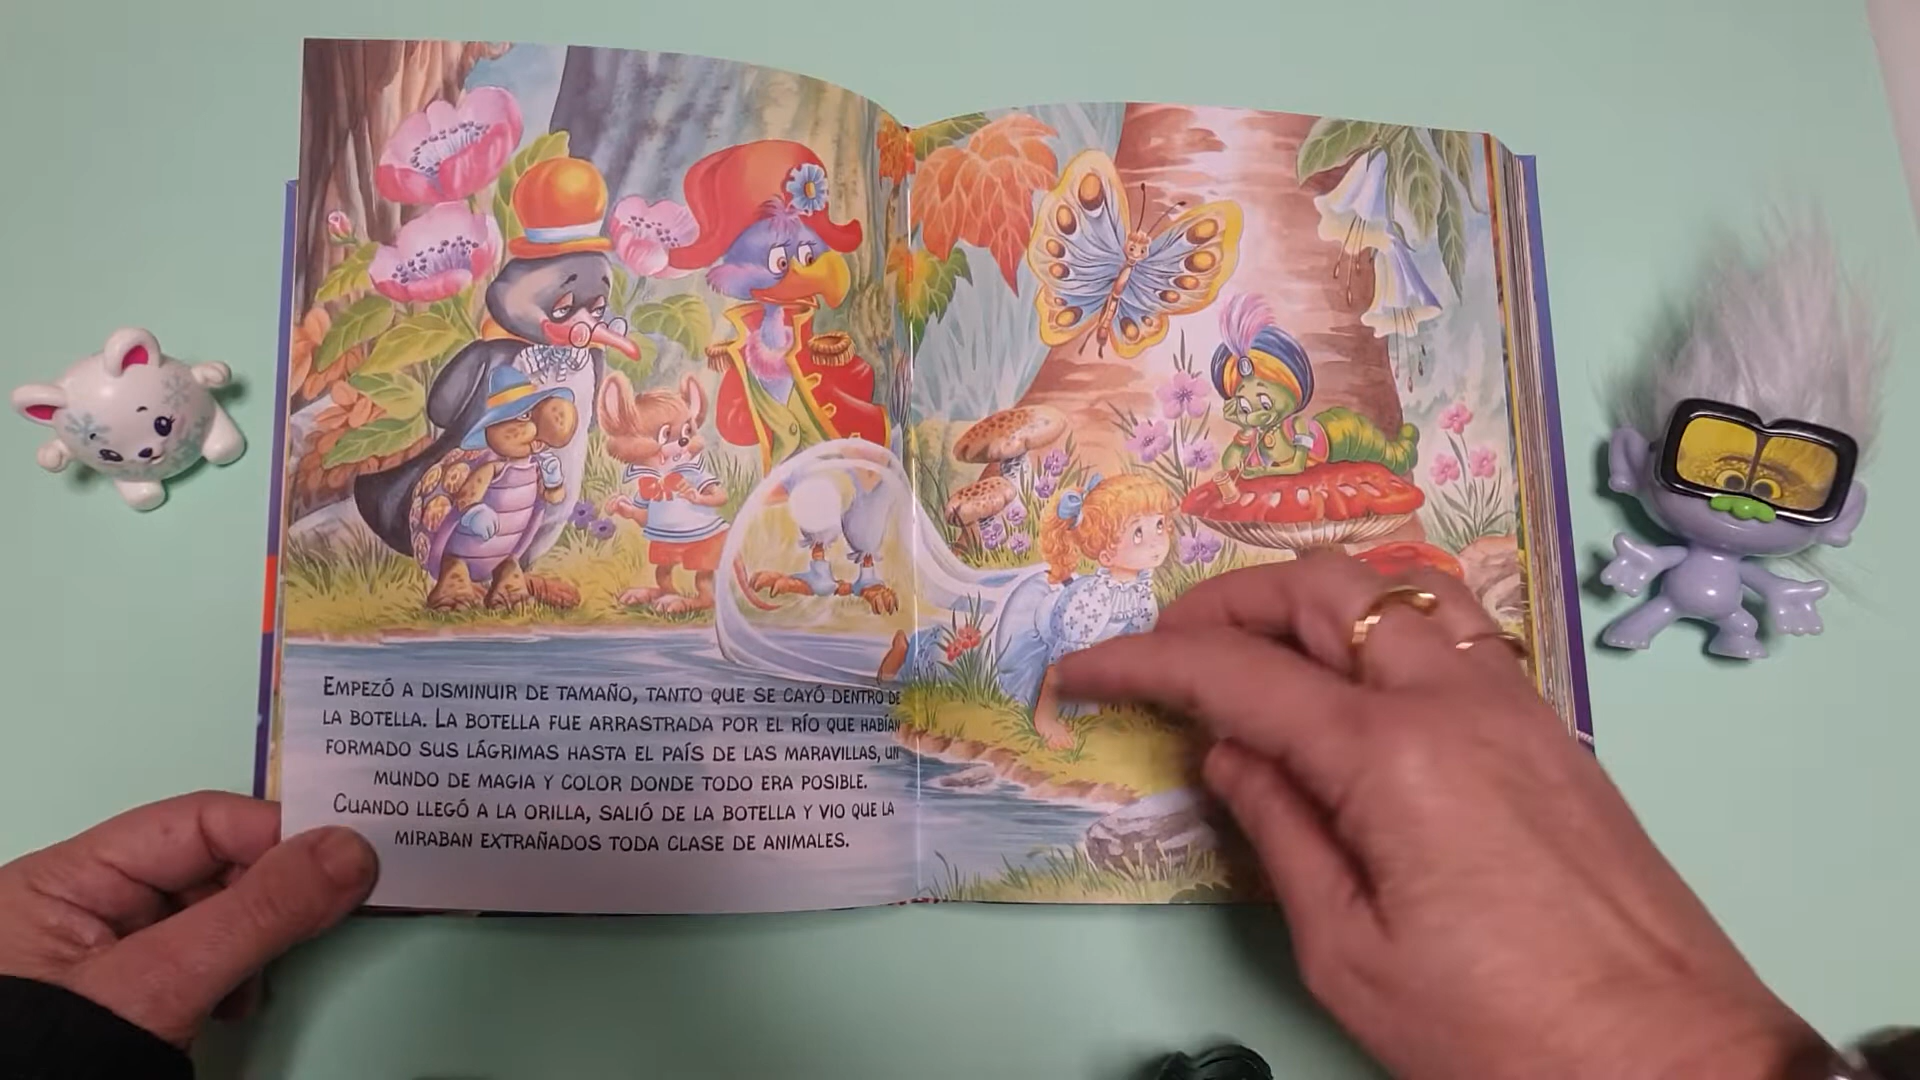 EMPEZÓ A DISMINUIR DE TAMAÑO, TANTO QUE SE CAYÓ DENTRO DE
LA BOTELLA. LA BOTELLA FUE ARRASTRADA POR EL RÍO QUE HABÍAN
FORMADO SUS LÁGRIMAS HASTA EL PAÍS DE LAS MARAVILLAS, UN
MUNDO DE MAGIA Y COLOR DONDE TODO ERA POSIBLE.
CUANDO LLEGÓ A LA ORILLA, SALIÓ DE LA BOTELLA Y VIO QUE LA
MIRABAN EXTRAÑADOS TODA CLASE DE ANIMALES.